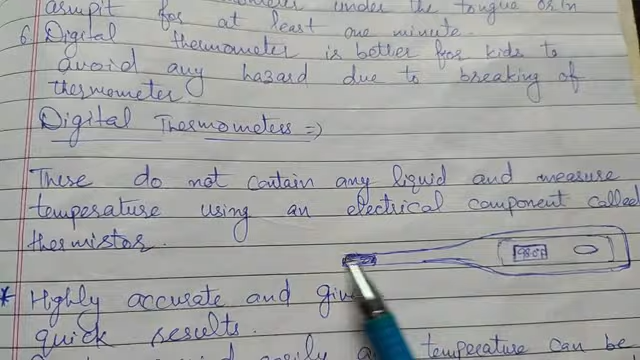 armpit for at least one minute.
6. Digital thermometer is better for kids to
avoid any hazard due to breaking of
thermometer.
Digital Thermometers =>
These do not contain any liquid and measure
temperature using an electrical component called
thermistor.
* Highly accurate and give
quick results.
temperature can be